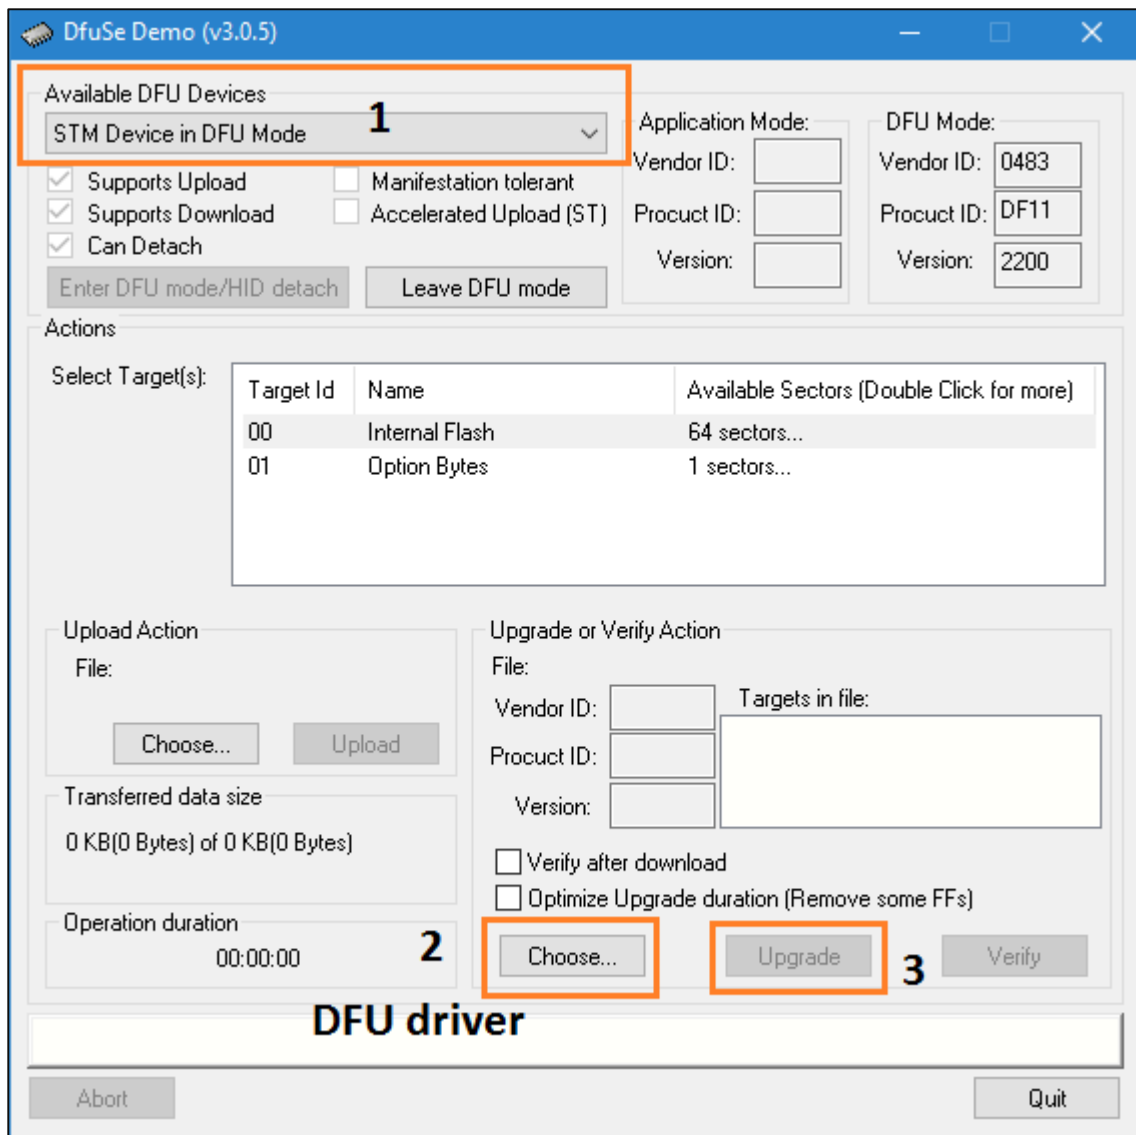 DfuSe Demo (v3.0.5)
Available DFU Devices
1
STM Device in DFU Mode
Supports Upload
Manifestation tolerant
Supports Download
Accelerated Upload (ST)
Can Detach
Enter DFU mode/HID detach
Leave DFU mode
Application Mode:
Vendor ID:
Procuct ID:
Version:
DFU Mode:
Vendor ID: 0483
Procuct ID: DF11
Version: 2200
Actions
Select Target(s):
Target Id Name Available Sectors (Double Click for more)
00 Internal Flash 64 sectors...
01 Option Bytes 1 sectors...
Upload Action
File:
Choose... Upload
Transferred data size
0 KB(0 Bytes) of 0 KB(0 Bytes)
Operation duration
00:00:00
Upgrade or Verify Action
File:
Vendor ID:
Procuct ID:
Version:
Targets in file:
Verify after download
Optimize Upgrade duration (Remove some FFs)
2 Choose... Upgrade 3 Verify
DFU driver
Abort Quit